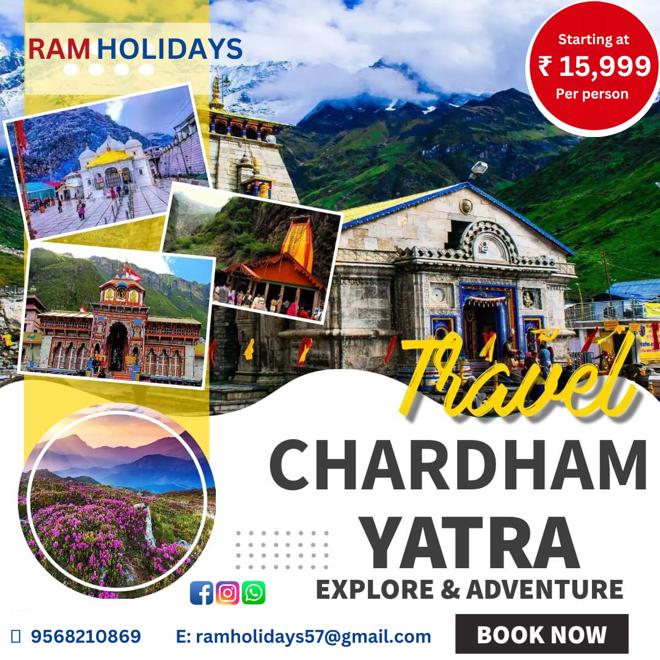 RAM HOLIDAYS
Starting at
₹ 15,999
Per person
Travel
CHARDHAM
YATRA
EXPLORE & ADVENTURE
9568210869
E: ramholidays57@gmail.com
BOOK NOW